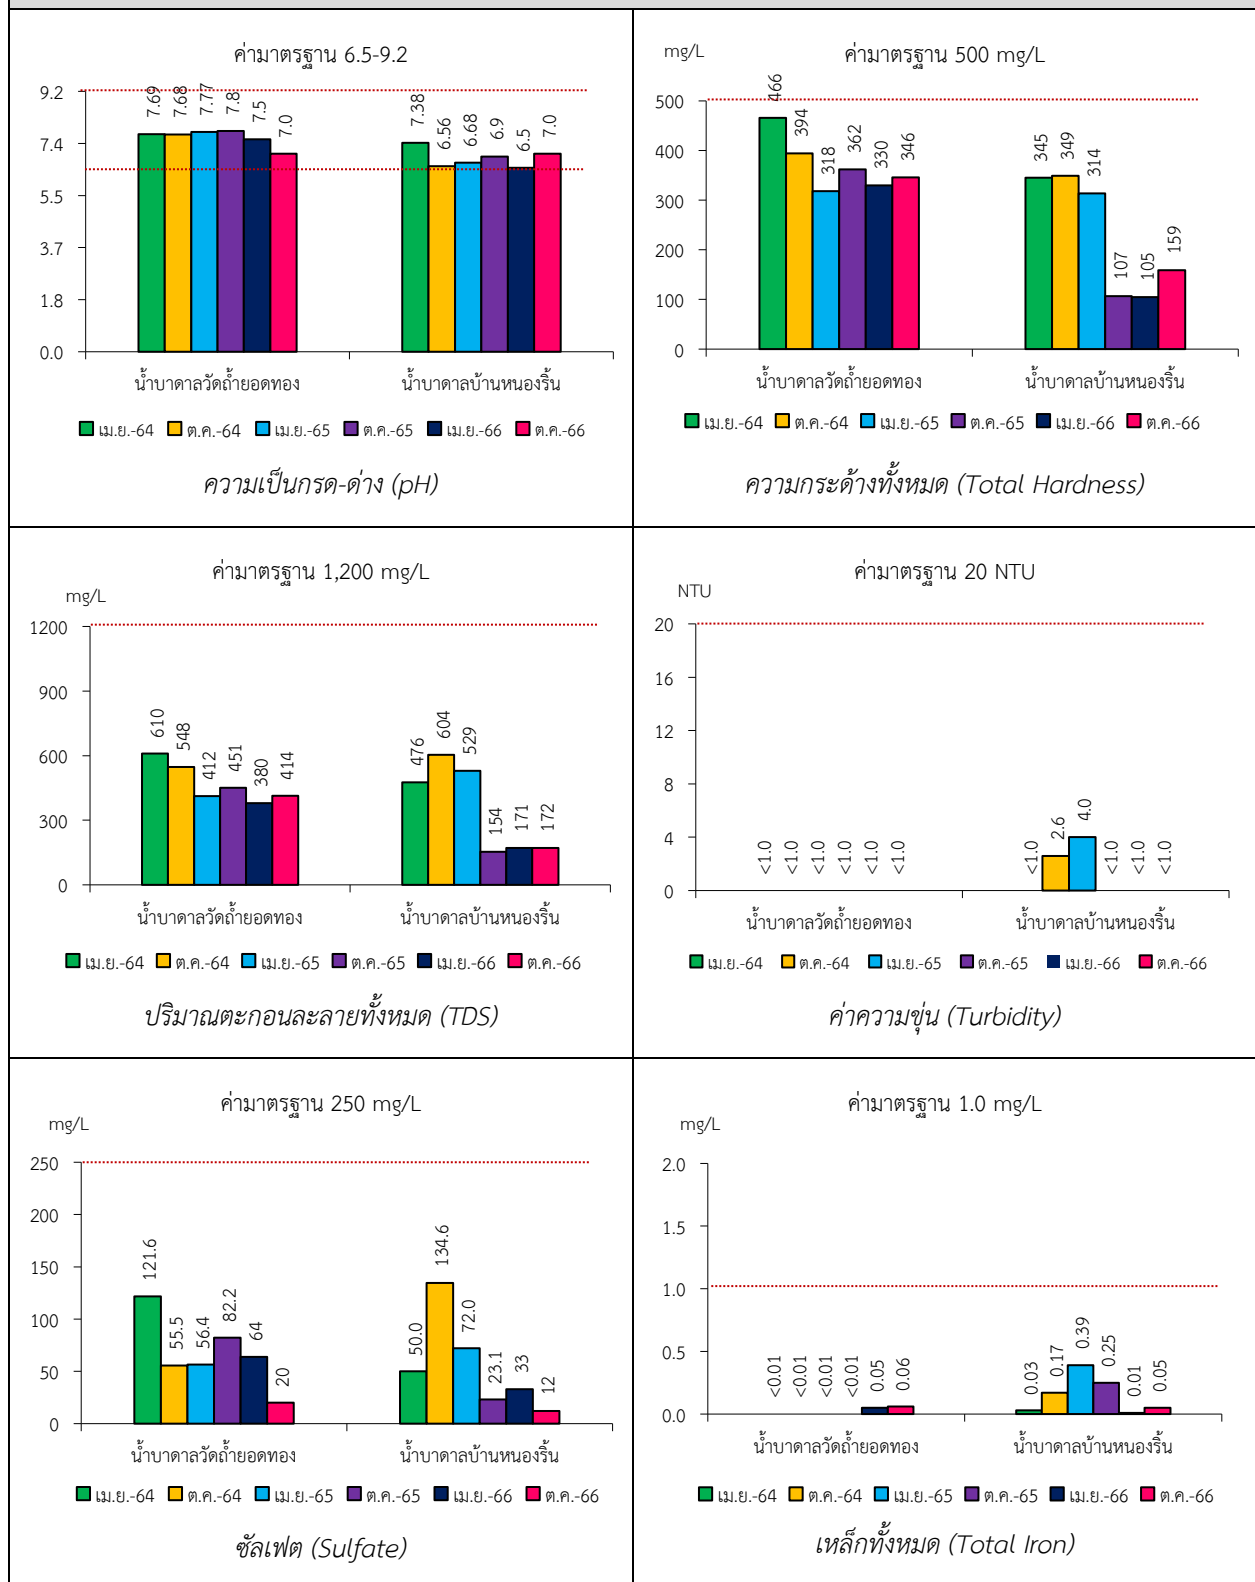 ค่ามาตรฐาน 6.5-9.2
9.2
7.4
5.5
3.7
1.8
0.0
7.69 7.68 7.77 7.8 7.5 7.0
7.38 6.56 6.68 6.9 6.5 7.0
น้ำบาดาลวัดถ้ำยอดทอง น้ำบาดาลบ้านหนองริ้น
เม.ย.-64 ต.ค.-64 เม.ย.-65 ต.ค.-65 เม.ย.-66 ต.ค.-66
ความเป็นกรด-ด่าง (pH)
mg/L
ค่ามาตรฐาน 500 mg/L
500
400
300
200
100
0
466 394 318 362 330 346
345 349 314 107 105 159
น้ำบาดาลวัดถ้ำยอดทอง น้ำบาดาลบ้านหนองริ้น
เม.ย.-64 ต.ค.-64 เม.ย.-65 ต.ค.-65 เม.ย.-66 ต.ค.-66
ความกระด้างทั้งหมด (Total Hardness)
ค่ามาตรฐาน 1,200 mg/L
mg/L
1200
900
600
300
0
610 548 412 451 380 414
476 604 529 154 171 172
น้ำบาดาลวัดถ้ำยอดทอง น้ำบาดาลบ้านหนองริ้น
เม.ย.-64 ต.ค.-64 เม.ย.-65 ต.ค.-65 เม.ย.-66 ต.ค.-66
ปริมาณตะกอนละลายทั้งหมด (TDS)
ค่ามาตรฐาน 20 NTU
NTU
20
16
12
8
4
0
<1.0 <1.0 <1.0 <1.0 <1.0 <1.0
<1.0 2.6 4.0 <1.0 <1.0 <1.0
น้ำบาดาลวัดถ้ำยอดทอง น้ำบาดาลบ้านหนองริ้น
เม.ย.-64 ต.ค.-64 เม.ย.-65 ต.ค.-65 เม.ย.-66 ต.ค.-66
ค่าความขุ่น (Turbidity)
ค่ามาตรฐาน 250 mg/L
mg/L
250
200
150
100
50
0
121.6 55.5 56.4 82.2 64 20
50.0 134.6 72.0 23.1 33 12
น้ำบาดาลวัดถ้ำยอดทอง น้ำบาดาลบ้านหนองริ้น
เม.ย.-64 ต.ค.-64 เม.ย.-65 ต.ค.-65 เม.ย.-66 ต.ค.-66
ซัลเฟต (Sulfate)
ค่ามาตรฐาน 1.0 mg/L
mg/L
2.0
1.5
1.0
0.5
0.0
<0.01 <0.01 <0.01 <0.01 0.05 0.06
0.03 0.17 0.39 0.25 0.01 0.05
น้ำบาดาลวัดถ้ำยอดทอง น้ำบาดาลบ้านหนองริ้น
เม.ย.-64 ต.ค.-64 เม.ย.-65 ต.ค.-65 เม.ย.-66 ต.ค.-66
เหล็กทั้งหมด (Total Iron)